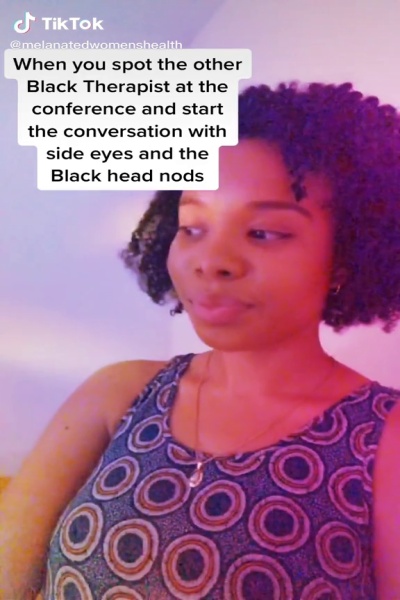 TikTok
@melanatedwomenshealth
When you spot the other
Black Therapist at the
conference and start
the conversation with
side eyes and the
Black head nods